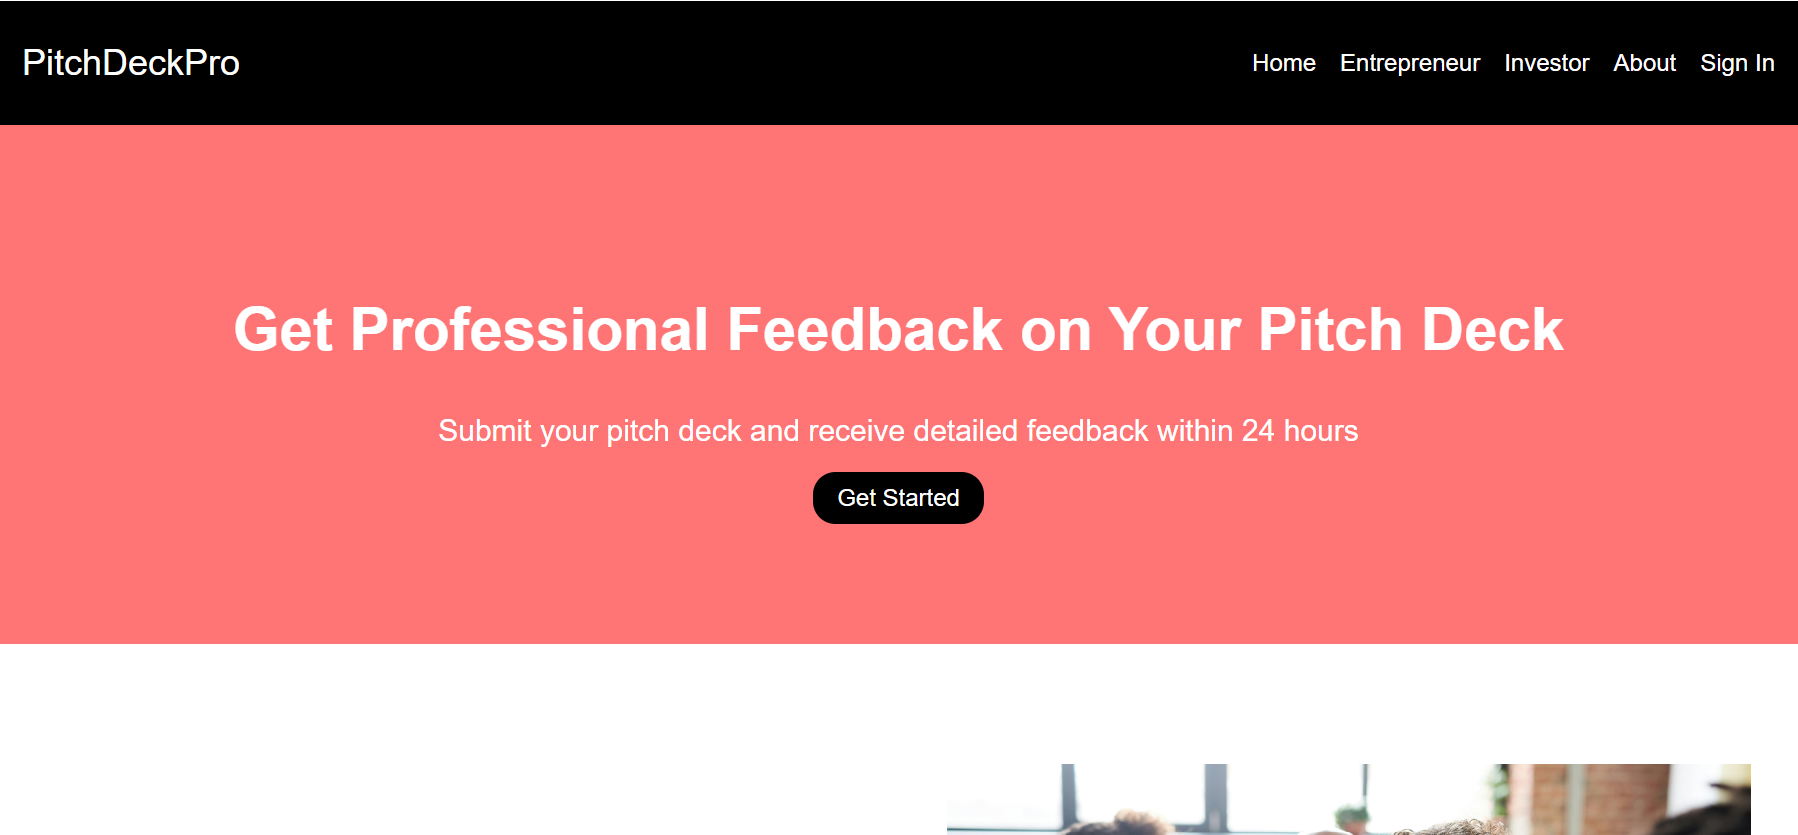 PitchDeckPro
Home Entrepreneur Investor About Sign In
Get Professional Feedback on Your Pitch Deck
Submit your pitch deck and receive detailed feedback within 24 hours
Get Started